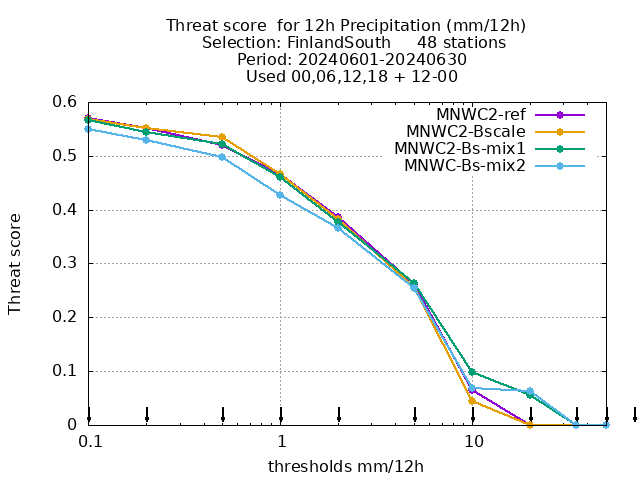 Threat score  for 12h Precipitation (mm/12h)
Selection: FinlandSouth     48 stations
Period: 20240601-20240630
Used 00,06,12,18 + 12-00
MNWC2-ref
MNWC2-Bscale
MNWC2-Bs-mix1
MNWC-Bs-mix2
Threat score
0.6
0.5
0.4
0.3
0.2
0.1
0
0.1 1 10
thresholds mm/12h